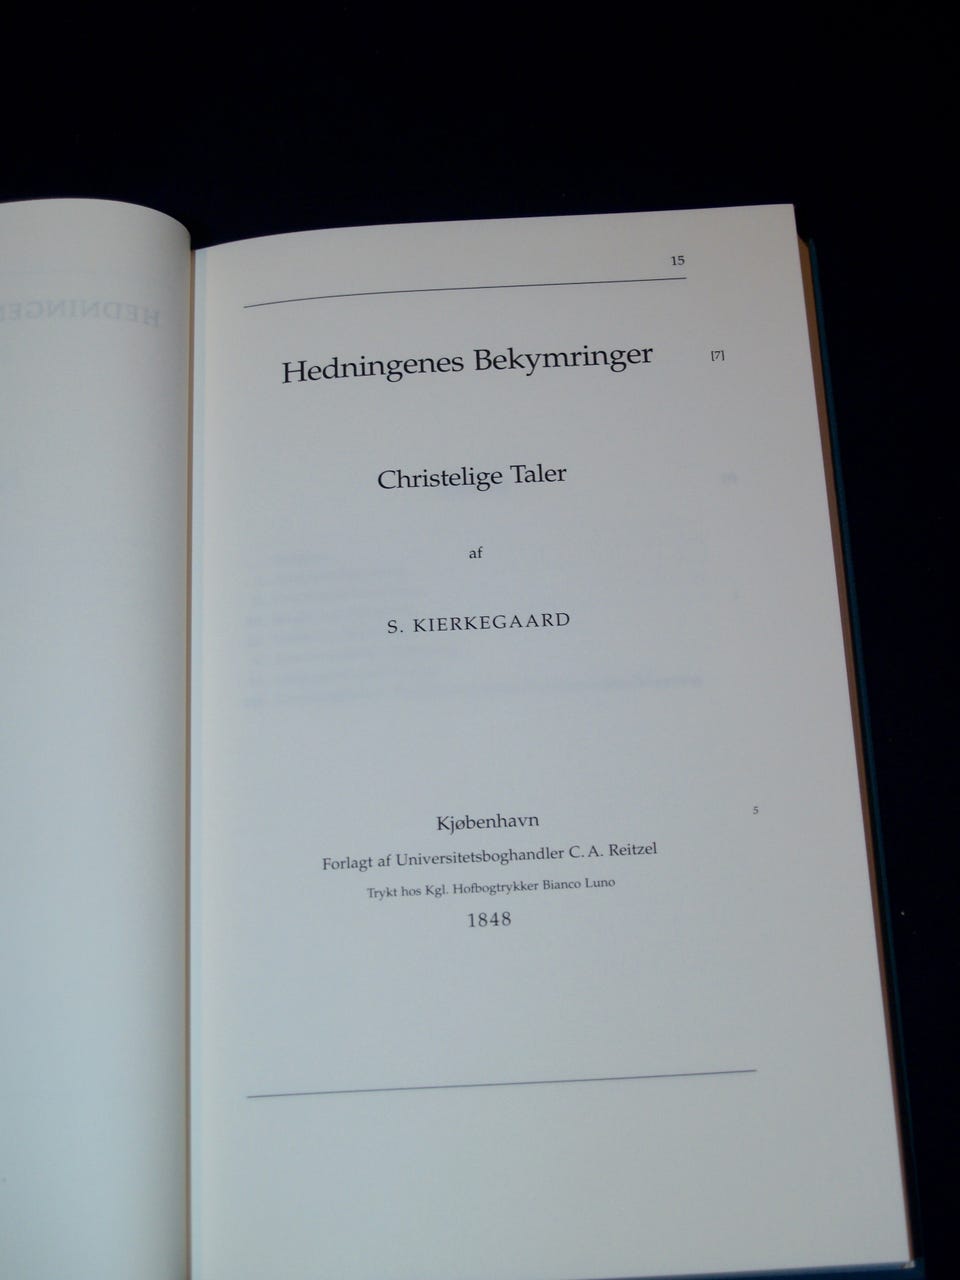 15
Hedningenes Bekymringer [7]
Christelige Taler
af
S. KIERKEGAARD
5
Kjøbenhavn
Forlagt af Universitetsboghandler C. A. Reitzel
Trykt hos Kgl. Hofbogtrykker Bianco Luno
1848